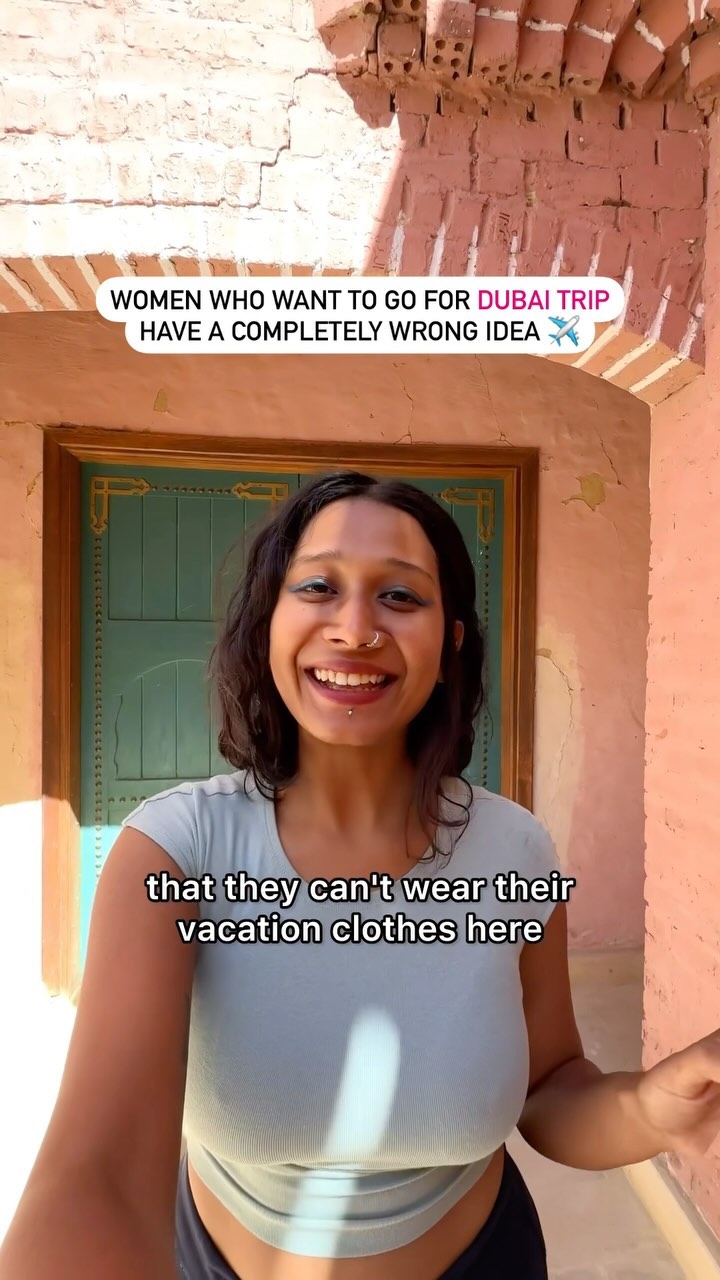 WOMEN WHO WANT TO GO FOR DUBAI TRIP
HAVE A COMPLETELY WRONG IDEA ✈️
that they can't wear their
vacation clothes here